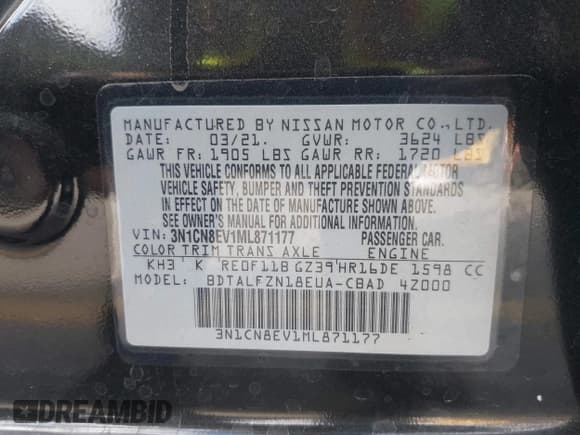 MANUFACTURED BY NISSAN MOTOR CO.,LTD.
DATE: 03/21. GVWR: 3624 LBS
GAWR FR: 1905 LBS GAWR RR: 1720 LBS
THIS VEHICLE CONFORMS TO ALL APPLICABLE FEDERAL MOTOR
VEHICLE SAFETY, BUMPER AND THEFT PREVENTION STANDARDS
IN EFFECT ON THE DATE OF MANUFACTURE SHOWN ABOVE.
SEE OWNER'S MANUAL FOR ADDITIONAL INFORMATION.
VIN: 3N1CN8EV1ML871177 PASSENGER CAR.
COLOR TRIM TRANS AXLE ENGINE
KH3 K RE0F11B GZ39 HR16DE 1598 CC
MODEL: BDTALFZN18EUA-CBAD 4Z000
3N1CN8EV1ML871177
DREAMBID